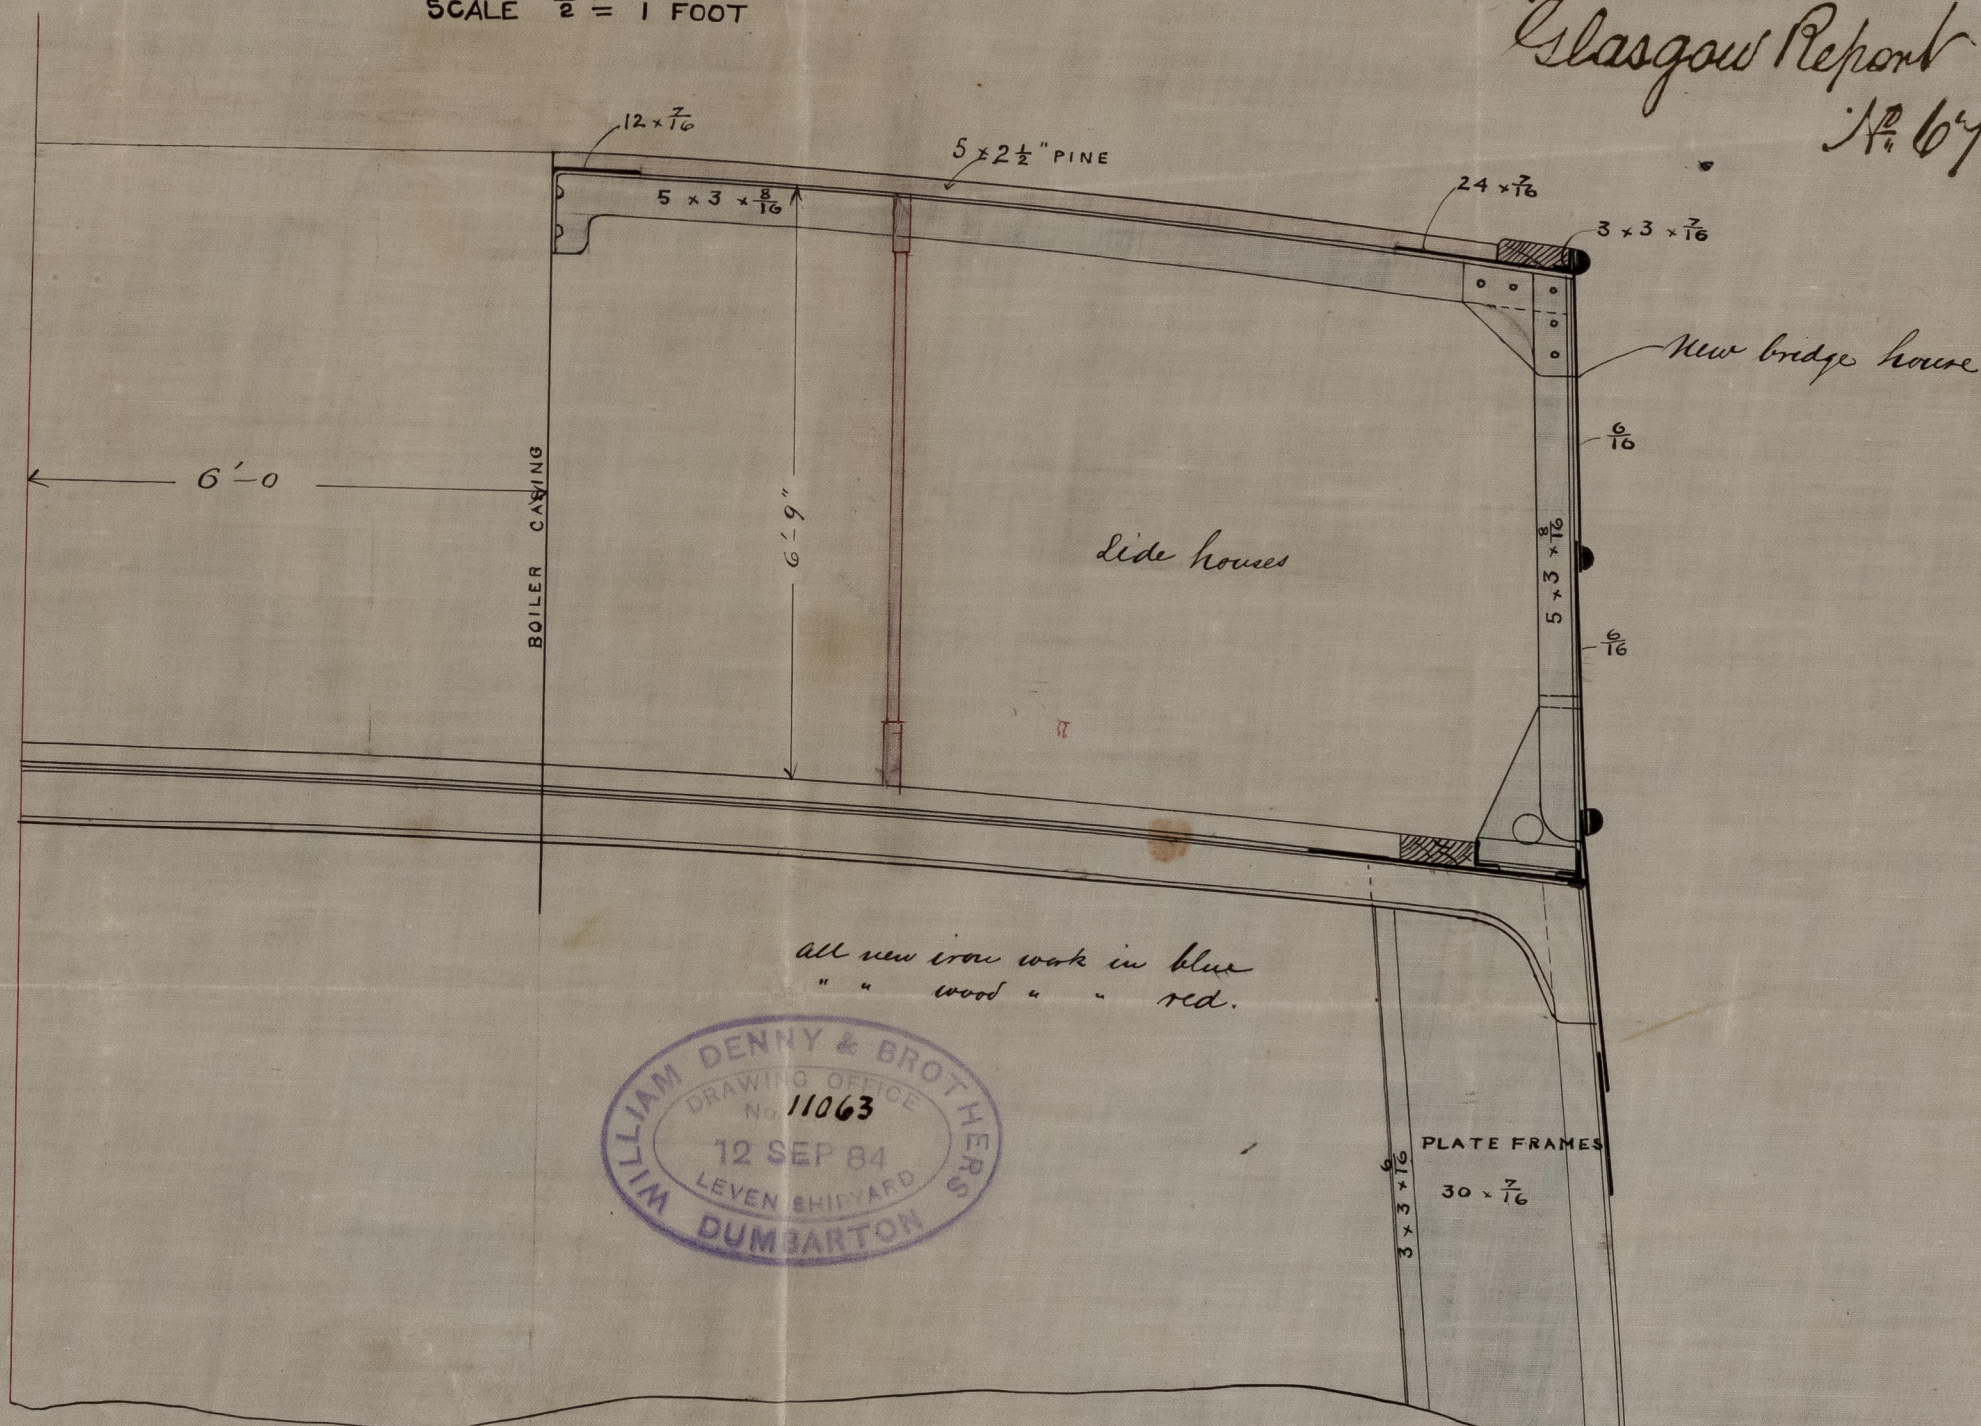 SCALE /2 = 1 FOOT
Glasgow Report
No. 67
12 × 7/16
5 × 2 1/2" PINE
5 × 3 × 8/16
24 × 7/16
3 × 3 × 7/16
New bridge house
6/16
6'-0
BOILER CASING
6'-9"
Side houses
5 × 3 × 8/16
6/16
all new iron work in blue
" " wood " " red.
WILLIAM DENNY & BROTHERS
DRAWING OFFICE
No. 11063
12 SEP 84
LEVEN SHIPYARD
DUMBARTON
PLATE FRAMES
30 × 7/16
3 × 3 × 6/16